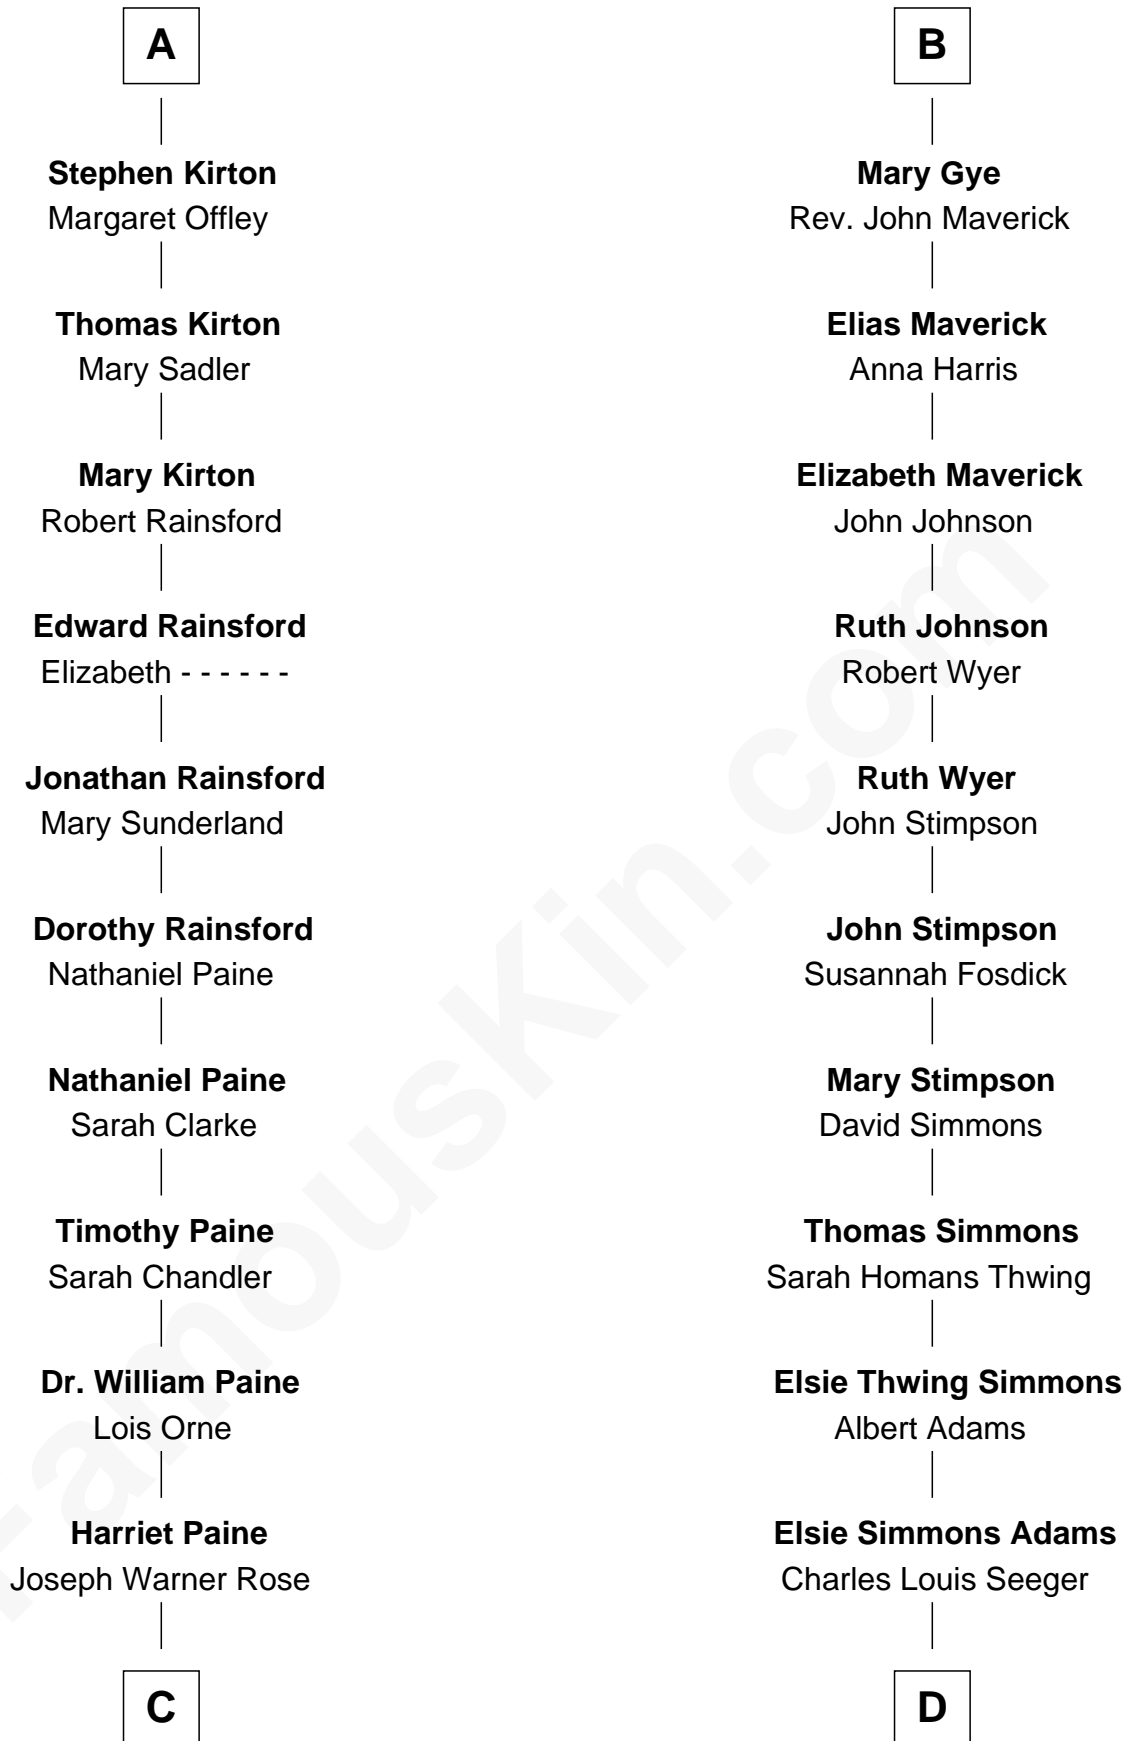 A
Stephen Kirton
Margaret Offley
Thomas Kirton
Mary Sadler
Mary Kirton
Robert Rainsford
Edward Rainsford
Elizabeth - - - - - -
Jonathan Rainsford
Mary Sunderland
Dorothy Rainsford
Nathaniel Paine
Nathaniel Paine
Sarah Clarke
Timothy Paine
Sarah Chandler
Dr. William Paine
Lois Orne
Harriet Paine
Joseph Warner Rose
C
B
Mary Gye
Rev. John Maverick
Elias Maverick
Anna Harris
Elizabeth Maverick
John Johnson
Ruth Johnson
Robert Wyer
Ruth Wyer
John Stimpson
John Stimpson
Susannah Fosdick
Mary Stimpson
David Simmons
Thomas Simmons
Sarah Homans Thwing
Elsie Thwing Simmons
Albert Adams
Elsie Simmons Adams
Charles Louis Seeger
D
FamousKin.com